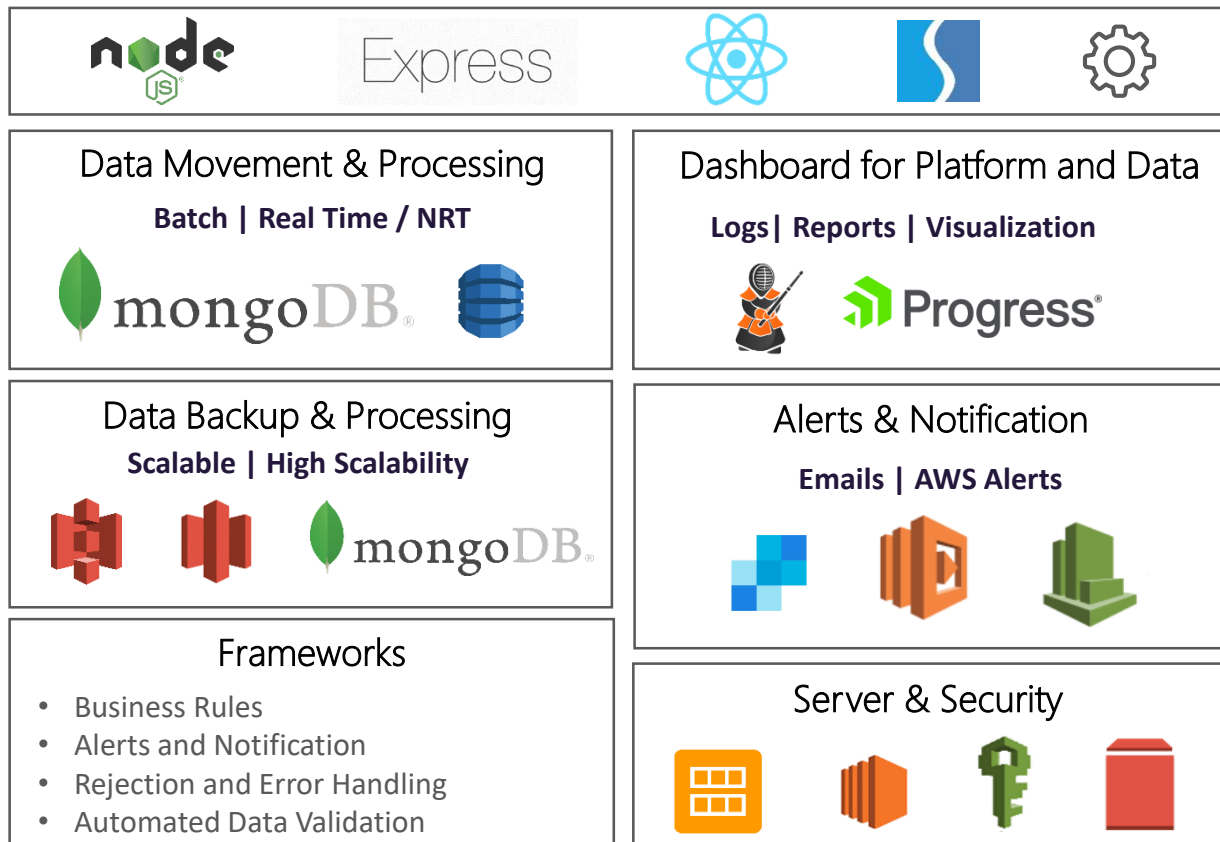 node
JS
Express
Data Movement & Processing
Batch | Real Time / NRT
mongoDB®
Dashboard for Platform and Data
Logs| Reports | Visualization
Progress®
Data Backup & Processing
Scalable | High Scalability
mongoDB®
Alerts & Notification
Emails | AWS Alerts
Frameworks
• Business Rules
• Alerts and Notification
• Rejection and Error Handling
• Automated Data Validation
Server & Security